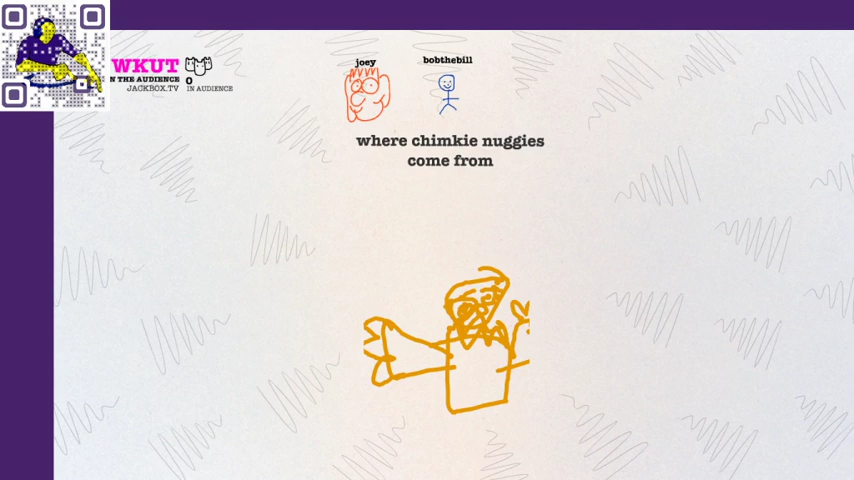 WKUT
N THE AUDIENCE
JACKBOX.TV
0
IN AUDIENCE
joey
bobthebill
where chimkie nuggies
come from